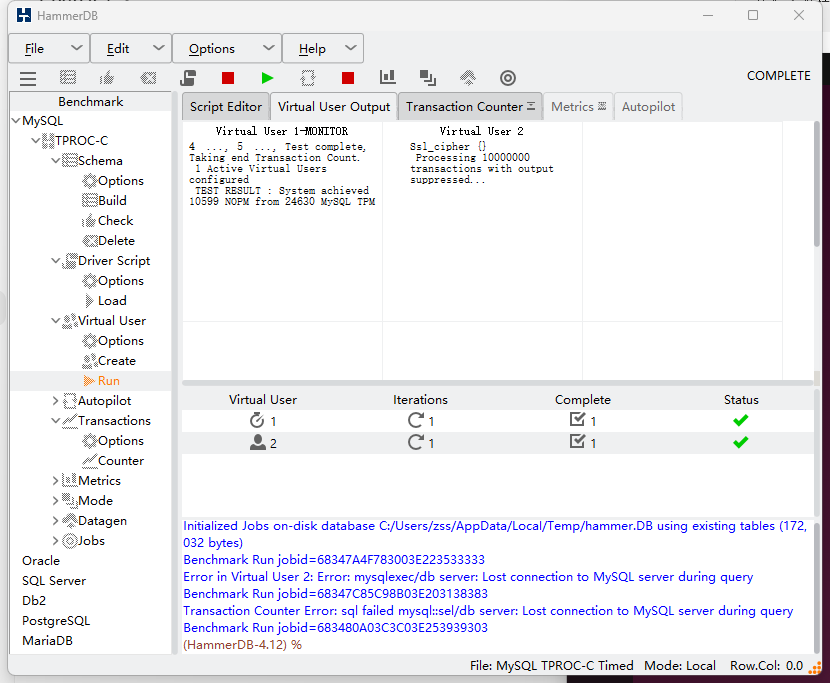 HammerDB
File Edit Options Help
COMPLETE
Benchmark
MySQL
TPROC-C
Schema
Options
Build
Check
Delete
Driver Script
Options
Load
Virtual User
Options
Create
Run
Autopilot
Transactions
Options
Counter
Metrics
Mode
Datagen
Jobs
Oracle
SQL Server
Db2
PostgreSQL
MariaDB
Script Editor Virtual User Output Transaction Counter Metrics Autopilot
Virtual User 1-MONITOR
4 ..., 5 ..., Test complete,
Taking end Transaction Count.
1 Active Virtual Users
configured
TEST RESULT : System achieved
10599 NOPM from 24630 MySQL TPM
Virtual User 2
Ssl_cipher {}
Processing 10000000
transactions with output
suppressed...
Virtual User Iterations Complete Status
1 1 1
2 1 1
Initialized Jobs on-disk database C:/Users/zss/AppData/Local/Temp/hammer.DB using existing tables (172,
032 bytes)
Benchmark Run jobid=68347A4F783003E223533333
Error in Virtual User 2: Error: mysqlexec/db server: Lost connection to MySQL server during query
Benchmark Run jobid=68347C85C98B03E203138383
Transaction Counter Error: sql failed mysql::sel/db server: Lost connection to MySQL server during query
Benchmark Run jobid=683480A03C3C03E253939303
(HammerDB-4.12) %
File: MySQL TPROC-C Timed Mode: Local Row.Col: 0.0